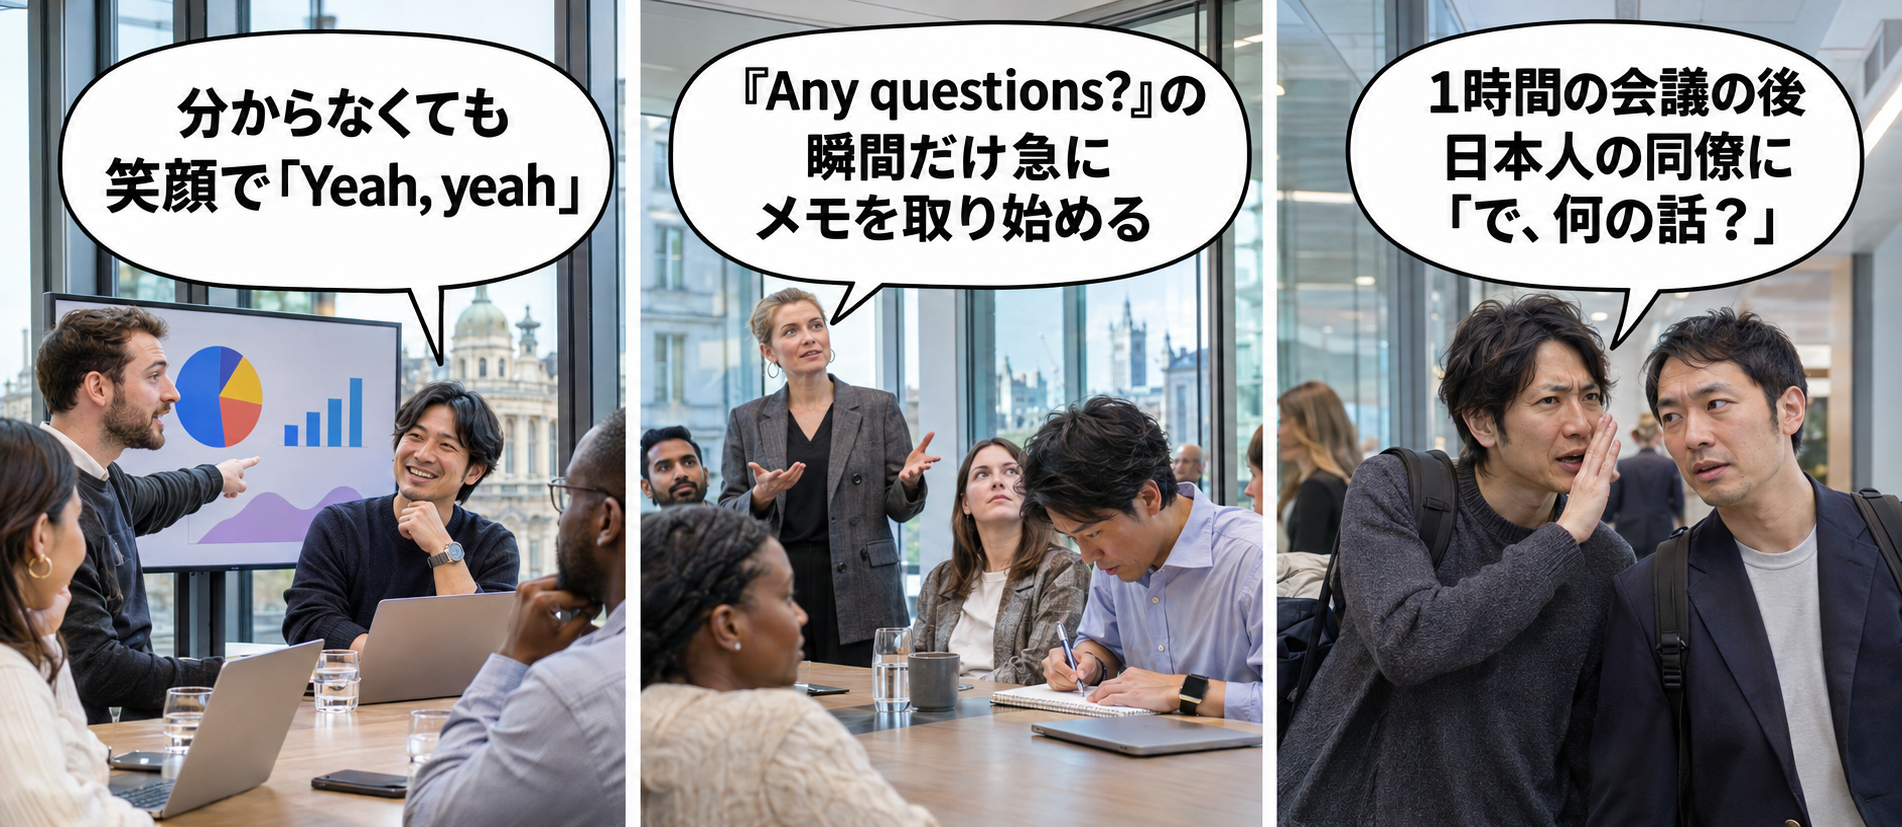 分からなくても
笑顔で「Yeah, yeah」
『Any questions?』の
瞬間だけ急に
メモを取り始める
1時間の会議の後
日本人の同僚に
「で、何の話？」